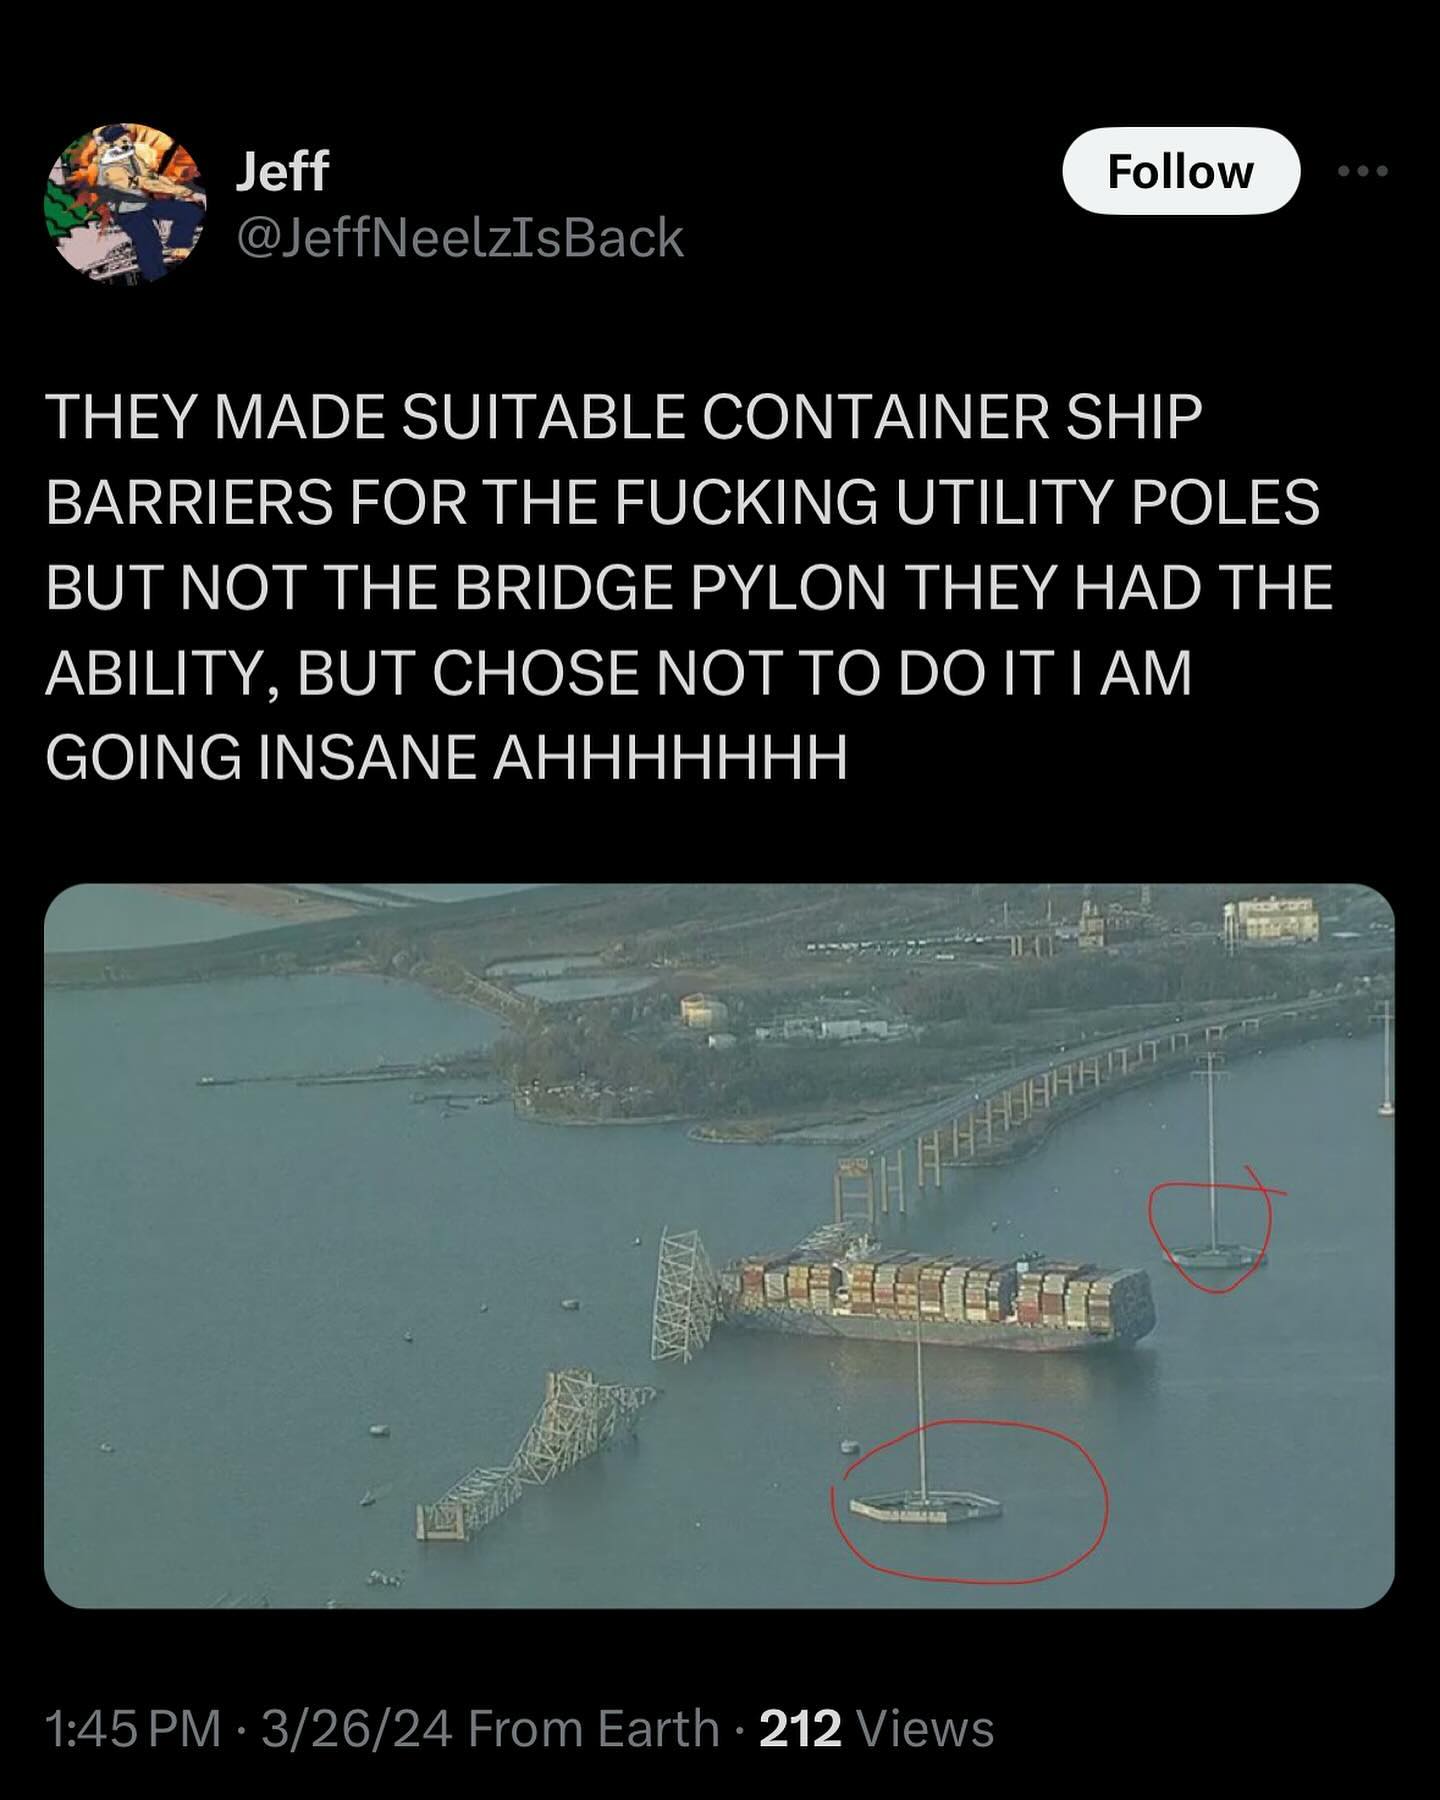 Jeff
Follow
@JeffNeelzIsBack
THEY MADE SUITABLE CONTAINER SHIP
BARRIERS FOR THE FUCKING UTILITY POLES
BUT NOT THE BRIDGE PYLON THEY HAD THE
ABILITY, BUT CHOSE NOT TO DO IT I AM
GOING INSANE AHHHHHHH
1:45 PM · 3/26/24 From Earth · 212 Views